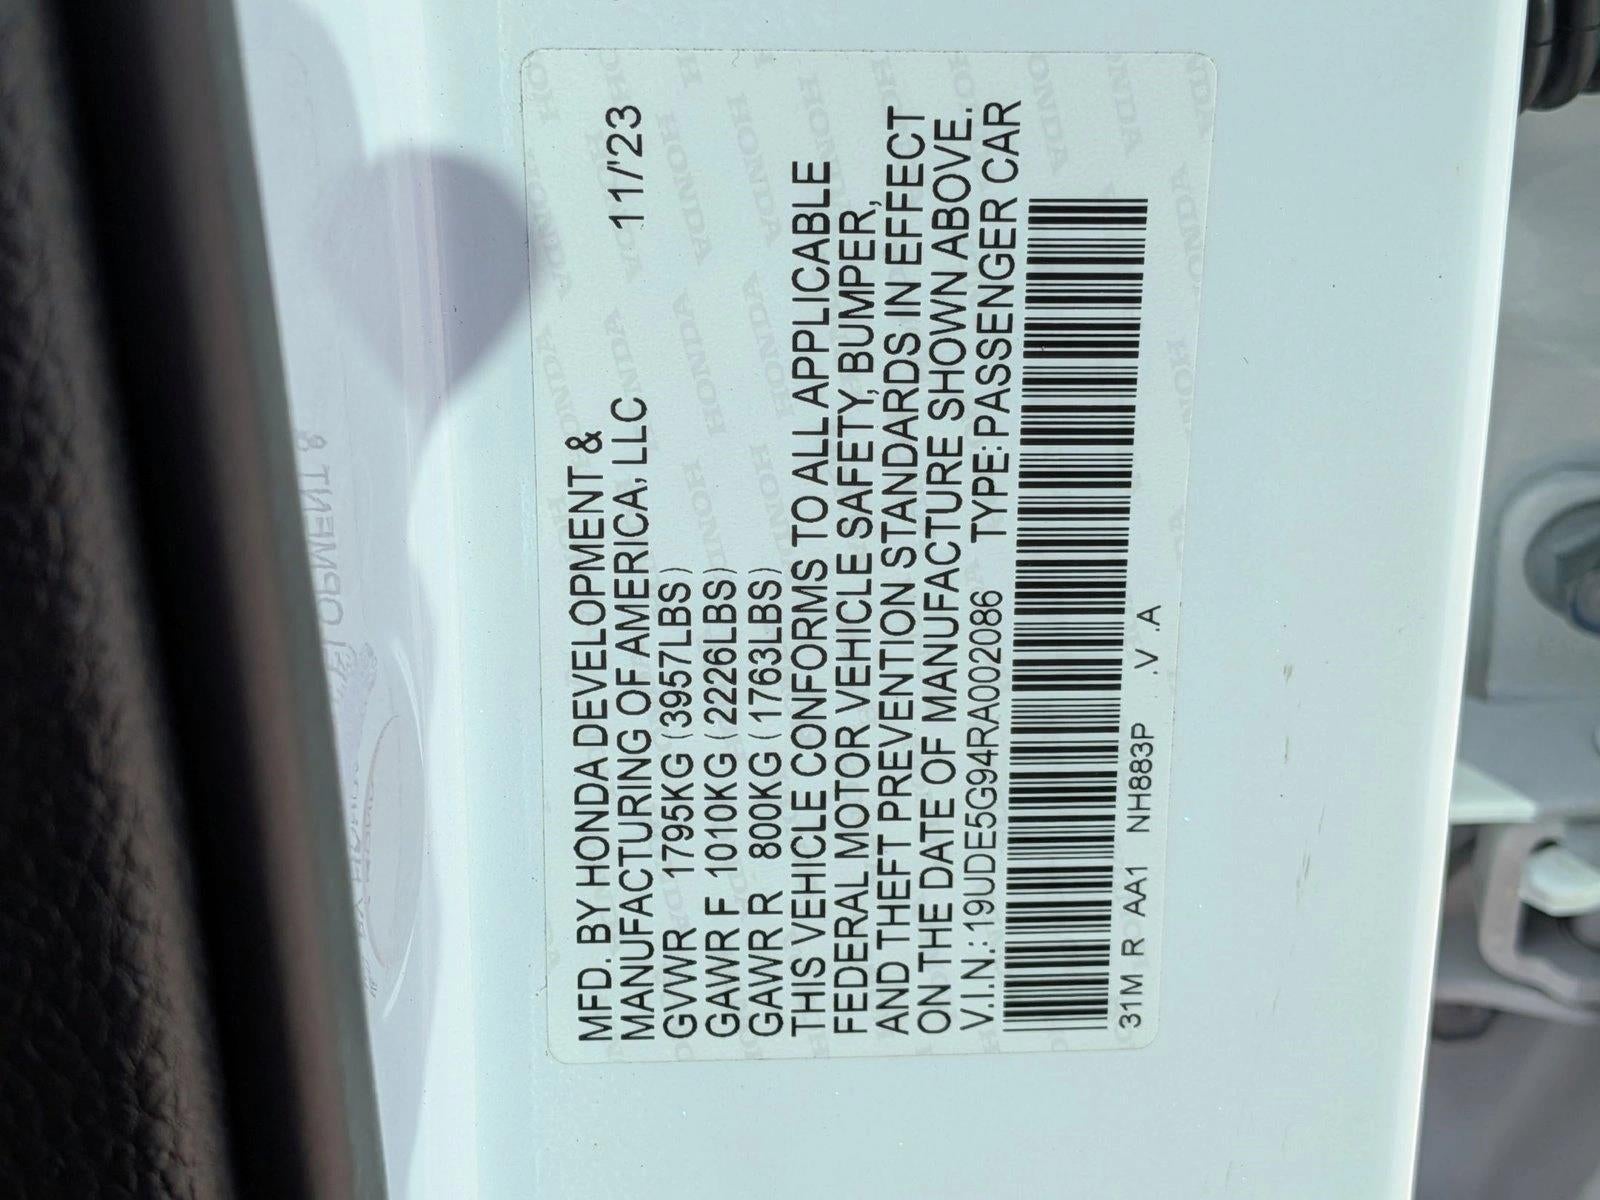 MFD. BY HONDA DEVELOPMENT &
MANUFACTURING OF AMERICA, LLC 11/'23
GVWR 1795KG (3957LBS)
GAWR F 1010KG (2226LBS)
GAWR R 800KG (1763LBS)
THIS VEHICLE CONFORMS TO ALL APPLICABLE
FEDERAL MOTOR VEHICLE SAFETY, BUMPER,
AND THEFT PREVENTION STANDARDS IN EFFECT
ON THE DATE OF MANUFACTURE SHOWN ABOVE.
V.I.N.: 19UDE5G94RA002086 TYPE: PASSENGER CAR
31M R AA1 NH883P .V .A